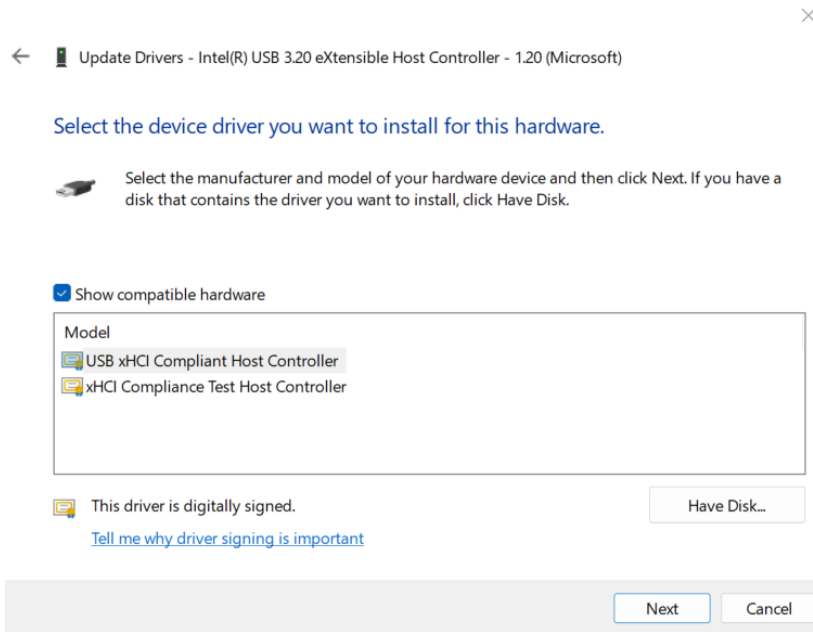 Update Drivers - Intel(R) USB 3.20 eXtensible Host Controller - 1.20 (Microsoft)
Select the device driver you want to install for this hardware.
Select the manufacturer and model of your hardware device and then click Next. If you have a
disk that contains the driver you want to install, click Have Disk.
Show compatible hardware
Model
USB xHCI Compliant Host Controller
xHCI Compliance Test Host Controller
This driver is digitally signed.
Have Disk...
Tell me why driver signing is important
Next
Cancel